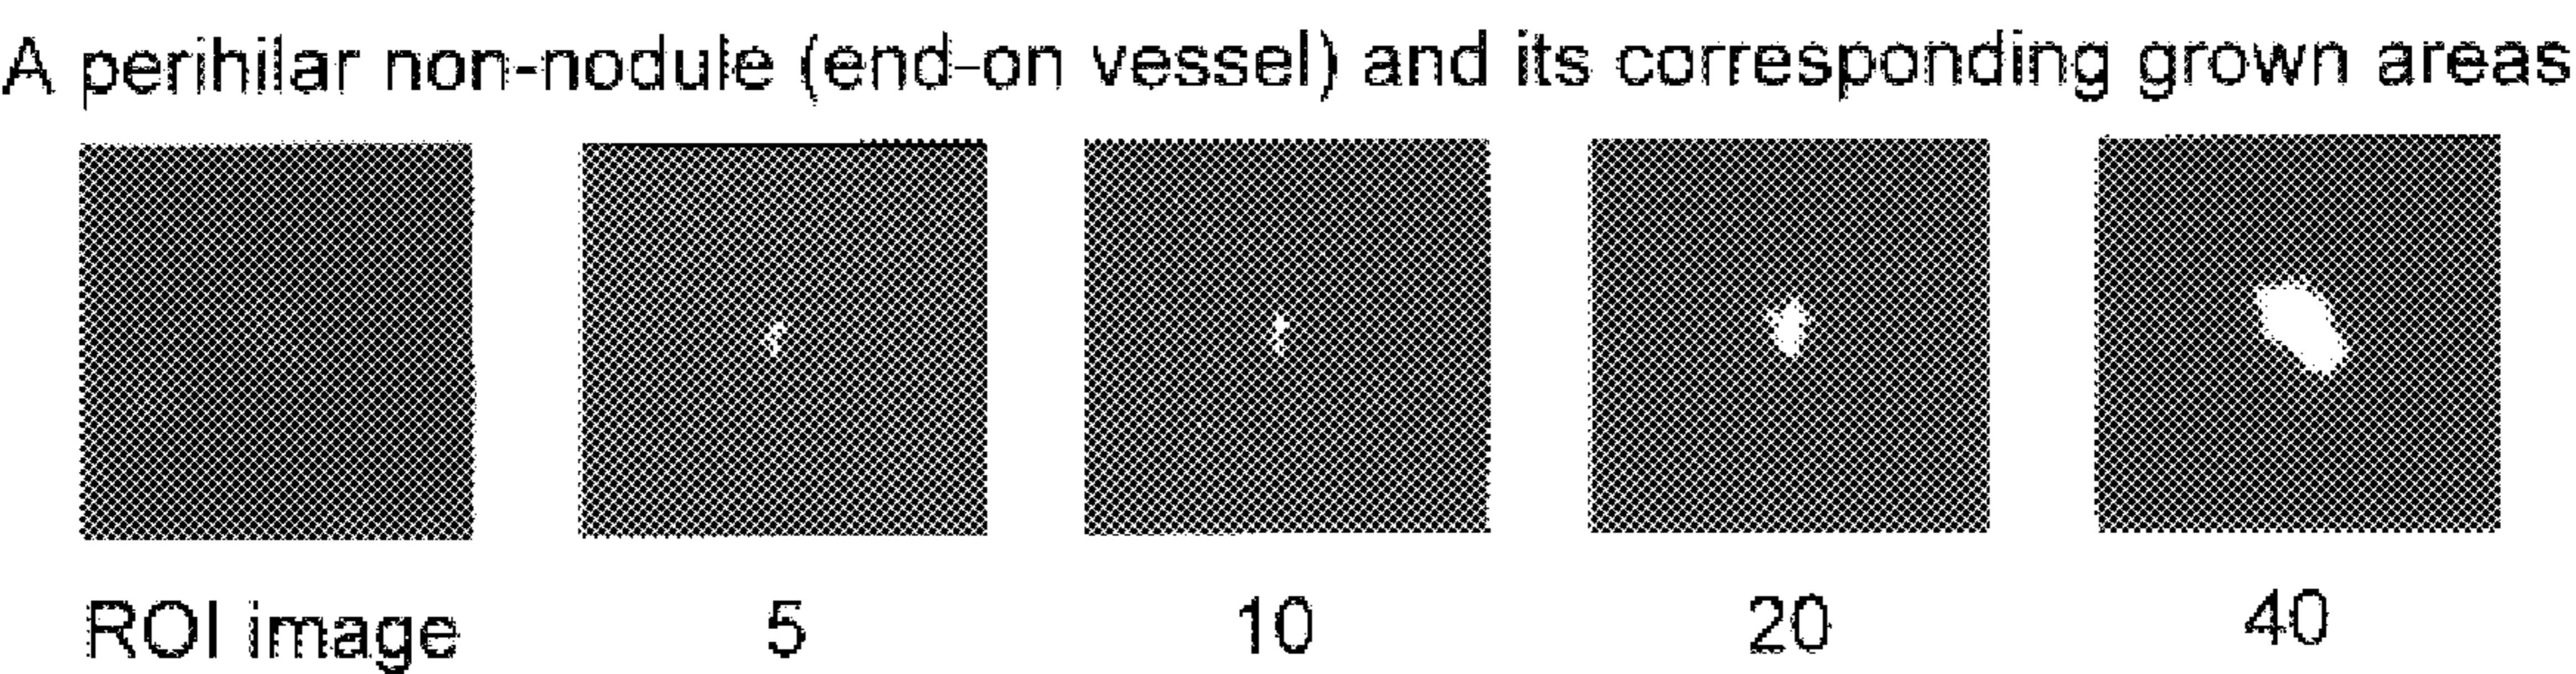 A perihilar non-nodule (end-on vessel) and its corresponding grown areas
ROI image 5 10 20 40